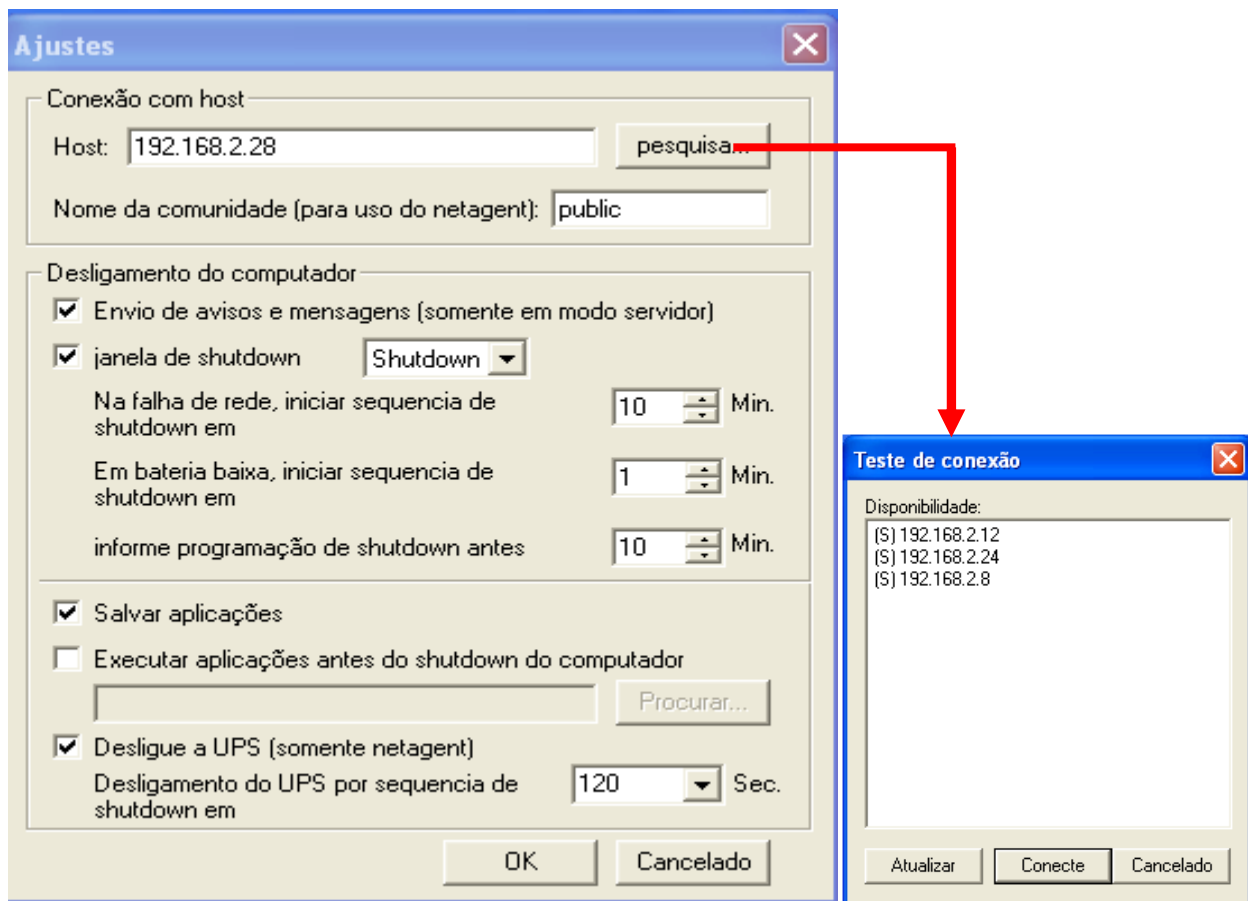 Ajustes
Conexão com host
Host: 192.168.2.28 pesquisa...
Nome da comunidade (para uso do netagent): public
Desligamento do computador
Envio de avisos e mensagens (somente em modo servidor)
janela de shutdown Shutdown
Na falha de rede, iniciar sequencia de
shutdown em
10 Min.
Em bateria baixa, iniciar sequencia de
shutdown em
1 Min.
informe programação de shutdown antes 10 Min.
Salvar aplicações
Executar aplicações antes do shutdown do computador
Procurar...
Desligue a UPS (somente netagent)
Desligamento do UPS por sequencia de
shutdown em
120 Sec.
OK Cancelado
Teste de conexão
Disponibilidade:
(S) 192.168.2.12
(S) 192.168.2.24
(S) 192.168.2.8
Atualizar Conecte Cancelado